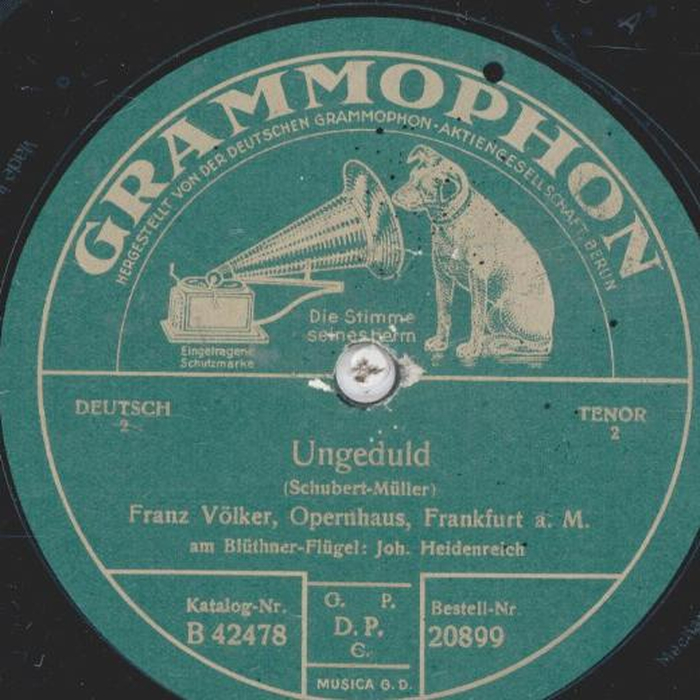 GRAMMOPHON
HERGESTELLT VON DER DEUTSCHEN GRAMMOPHON·AKTIENGESELLSCHAFT·BERLIN
Die Stimme
seines herrn
Eingetragene
Schutzmarke
DEUTSCH
2
TENOR
2
Ungeduld
(Schubert-Müller)
Franz Völker, Opernhaus, Frankfurt a. M.
am Blüthner-Flügel: Joh. Heidenreich
Katalog-Nr.
B 42478
G. P.
D.P.
C.
Bestell-Nr
20899
MUSICA G.D.